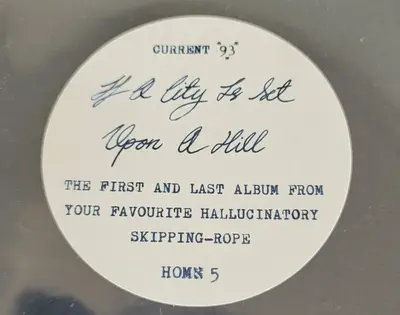 CURRENT "93"
If A City Is Set
Upon A Hill
THE FIRST AND LAST ALBUM FROM
YOUR FAVOURITE HALLUCINATORY
SKIPPING-ROPE
HOMS 5